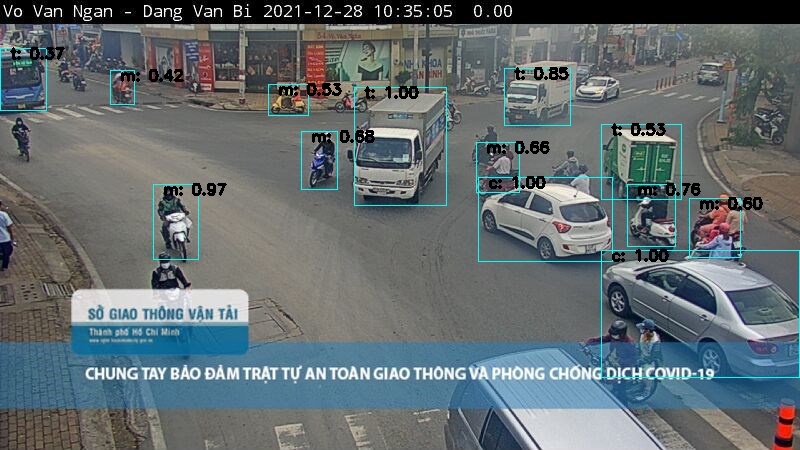 Vo Van Ngan - Dang Van Bi 2021-12-28 10:35:05 0.00
t: 0.57
m: 0.42
m: 0.53
t: 1.00
t: 0.85
m: 0.68
m: 0.66
t: 0.53
m: 0.97
c: 1.00
m: 0.76
m: 0.60
c: 1.00
SỞ GIAO THÔNG VẬN TẢI
Thành phố Hồ Chí Minh
CHUNG TAY BẢO ĐẢM TRẬT TỰ AN TOÀN GIAO THÔNG VÀ PHÒNG CHỐNG DỊCH COVID-19